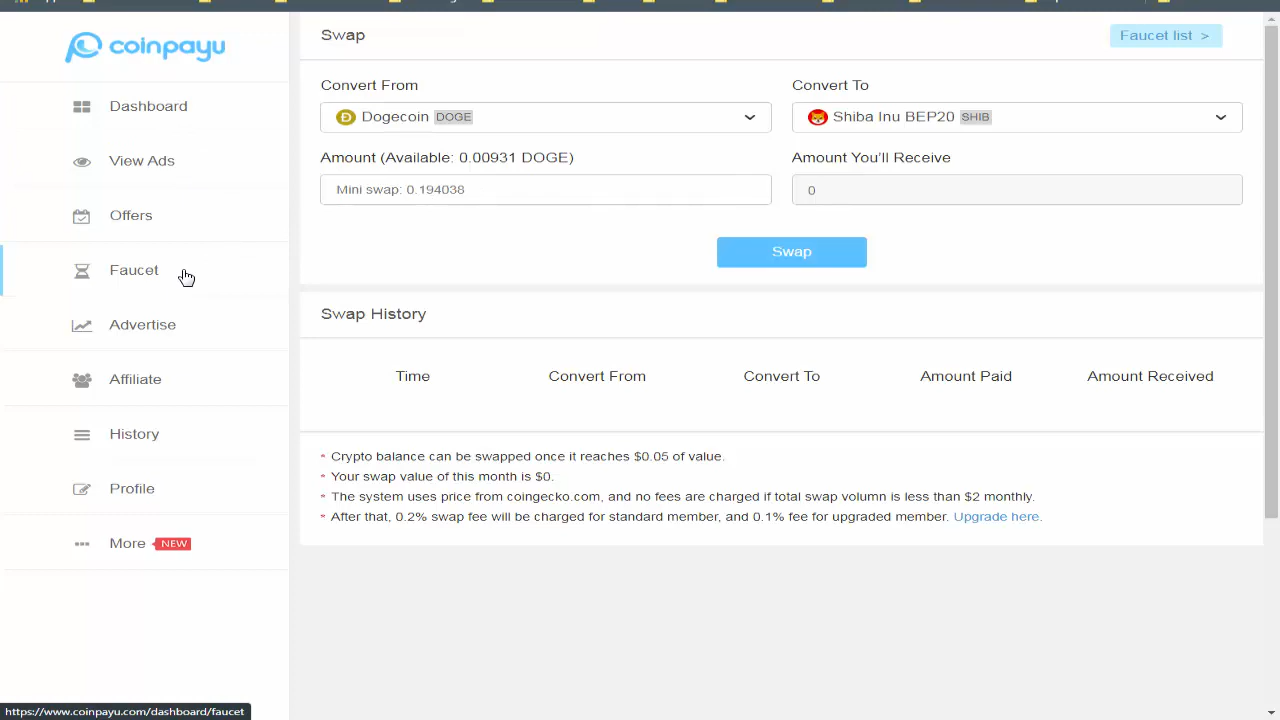 coinpayu
Dashboard
View Ads
Offers
Faucet
Advertise
Affiliate
History
Profile
More NEW
Swap
Faucet list >
Convert From
Convert To
Dogecoin DOGE
Shiba Inu BEP20 SHIB
Amount (Available: 0.00931 DOGE)
Amount You'll Receive
Mini swap: 0.194038
0
Swap
Swap History
Time Convert From Convert To Amount Paid Amount Received
* Crypto balance can be swapped once it reaches $0.05 of value.
* Your swap value of this month is $0.
* The system uses price from coingecko.com, and no fees are charged if total swap volumn is less than $2 monthly.
* After that, 0.2% swap fee will be charged for standard member, and 0.1% fee for upgraded member. Upgrade here.
https://www.coinpayu.com/dashboard/faucet